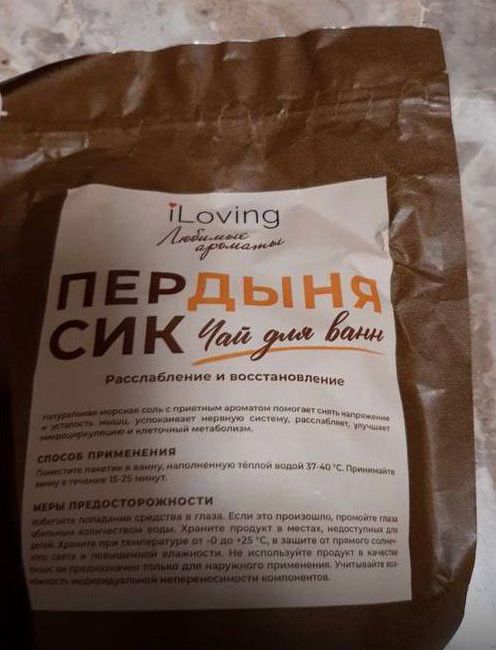 iLoving
Любимые
ароматы
ПЕРДЫНЯ
СИК Чай для ванн
Расслабление и восстановление
Натуральная морская соль с приятным ароматом помогает снять напряжение
и усталость мышц, успокаивает нервную систему, расслабляет, улучшает
микроциркуляцию и клеточный метаболизм.
СПОСОБ ПРИМЕНЕНИЯ
Поместите пакетик в ванну, наполненную тёплой водой 37-40 °С. Принимайте
ванну в течение 15-25 минут.
МЕРЫ ПРЕДОСТОРОЖНОСТИ
Избегайте попадания средства в глаза. Если это произошло, промойте глаза
обильным количеством воды. Храните продукт в местах, недоступных для
детей. Храните при температуре от -0 до +25 °С, в защите от прямого солнеч-
ного света и повышенной влажности. Не используйте продукт в качестве
пищи, он предназначен только для наружного применения. Учитывайте воз-
можность индивидуальной непереносимости компонентов.